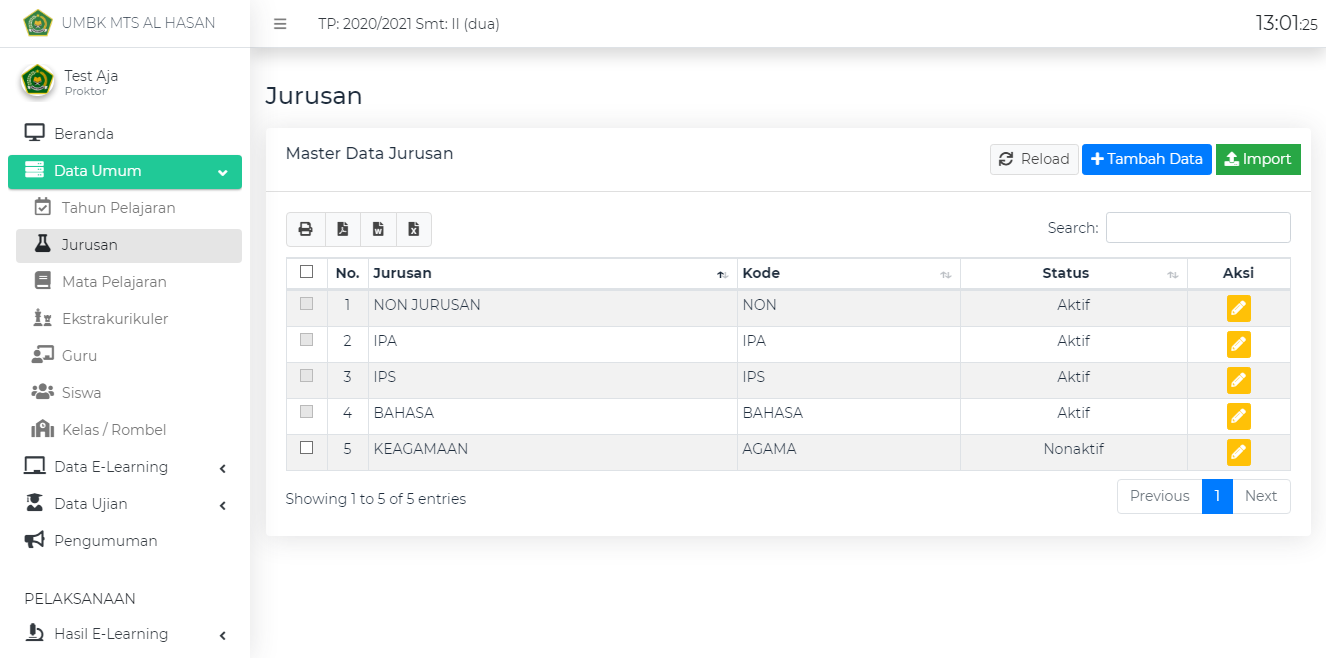 UMBK MTS AL HASAN
TP: 2020/2021 Smt: II (dua)
13:01:25
Test Aja
Proktor
Beranda
Data Umum
Tahun Pelajaran
Jurusan
Mata Pelajaran
Ekstrakurikuler
Guru
Siswa
Kelas / Rombel
Data E-Learning
Data Ujian
Pengumuman
PELAKSANAAN
Hasil E-Learning
Jurusan
Master Data Jurusan
Reload Tambah Data Import
Search:
No. Jurusan Kode Status Aksi
1 NON JURUSAN NON Aktif
2 IPA IPA Aktif
3 IPS IPS Aktif
4 BAHASA BAHASA Aktif
5 KEAGAMAAN AGAMA Nonaktif
Showing 1 to 5 of 5 entries
Previous 1 Next